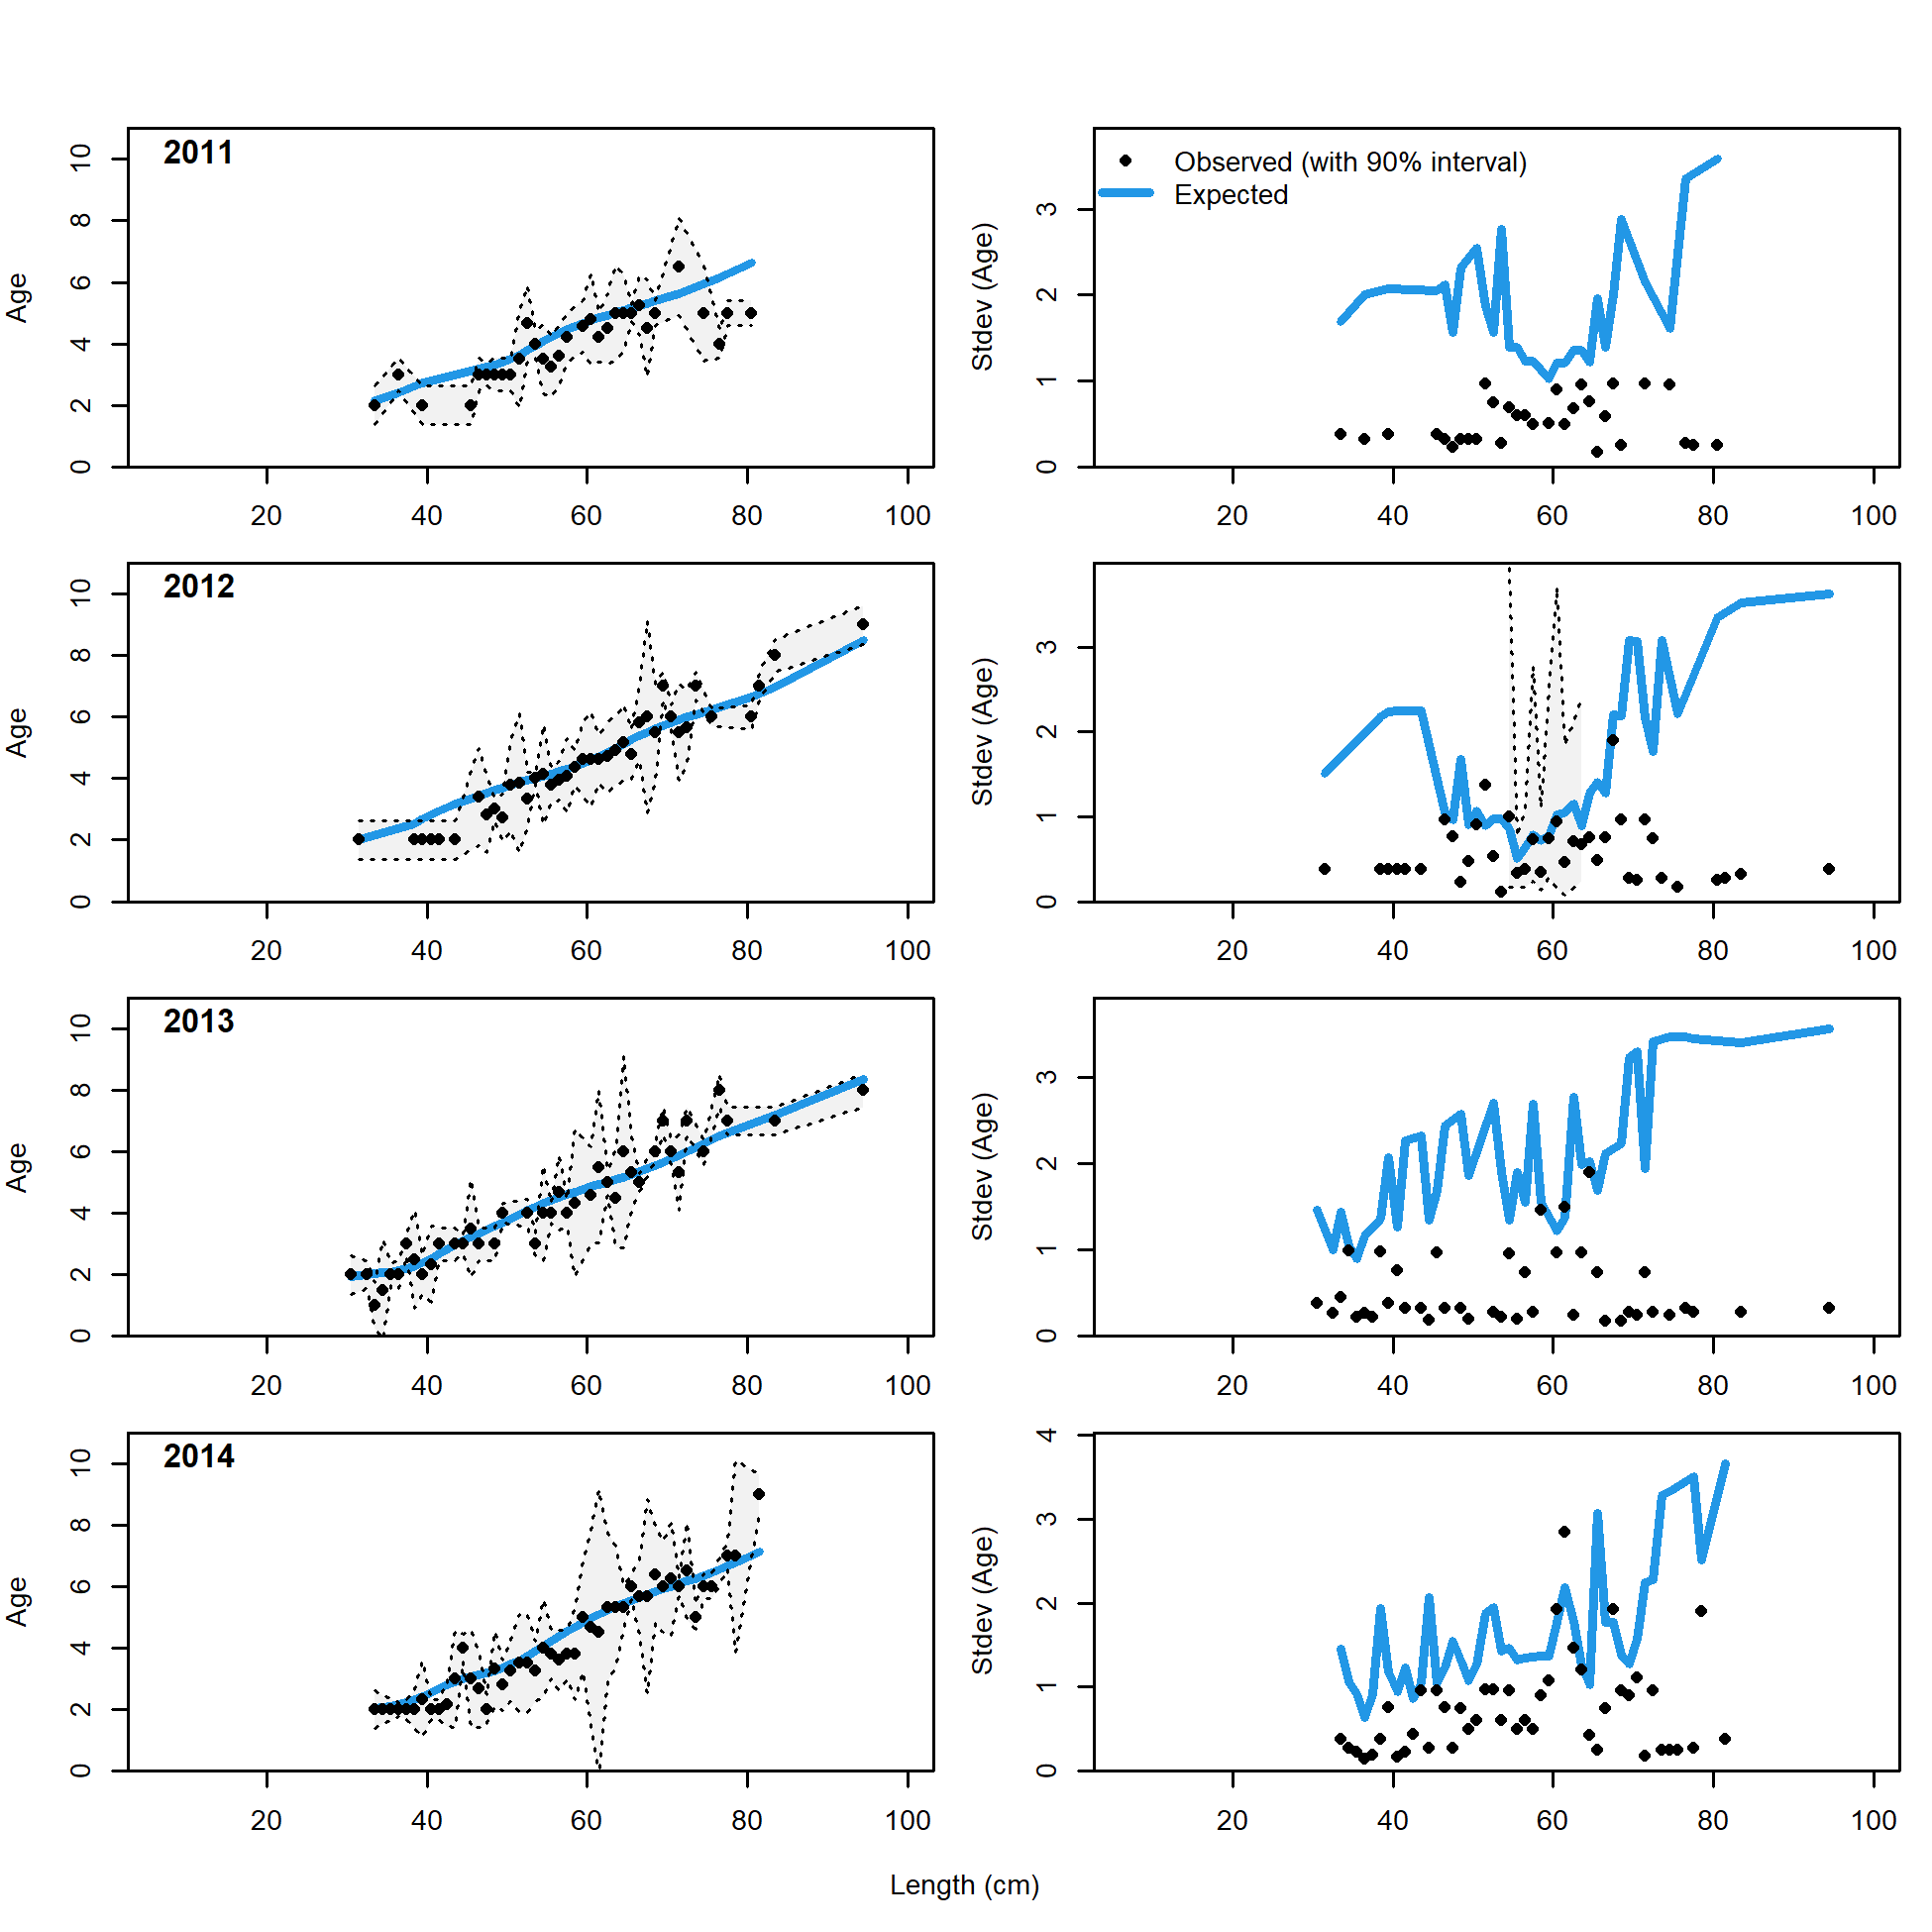 2011
Age
0 2 4 6 8 10
20 40 60 80 100
Observed (with 90% interval)
Expected
Stdev (Age)
0 1 2 3
20 40 60 80 100
2012
Age
0 2 4 6 8 10
20 40 60 80 100
Stdev (Age)
0 1 2 3
20 40 60 80 100
2013
Age
0 2 4 6 8 10
20 40 60 80 100
Stdev (Age)
0 1 2 3
20 40 60 80 100
2014
Age
0 2 4 6 8 10
20 40 60 80 100
Stdev (Age)
0 1 2 3 4
20 40 60 80 100
Length (cm)